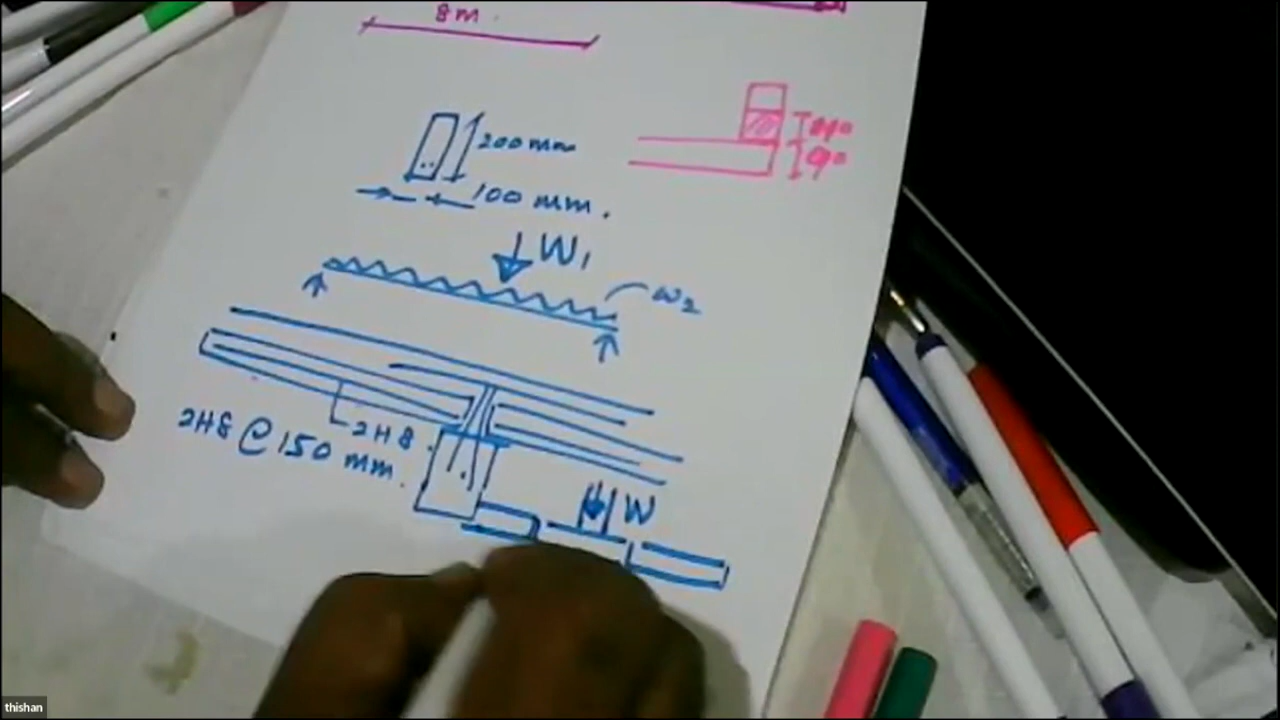 8m
200 mm
100 mm.
W1
w2
2H8
2H8 @ 150 mm.
W
thishan